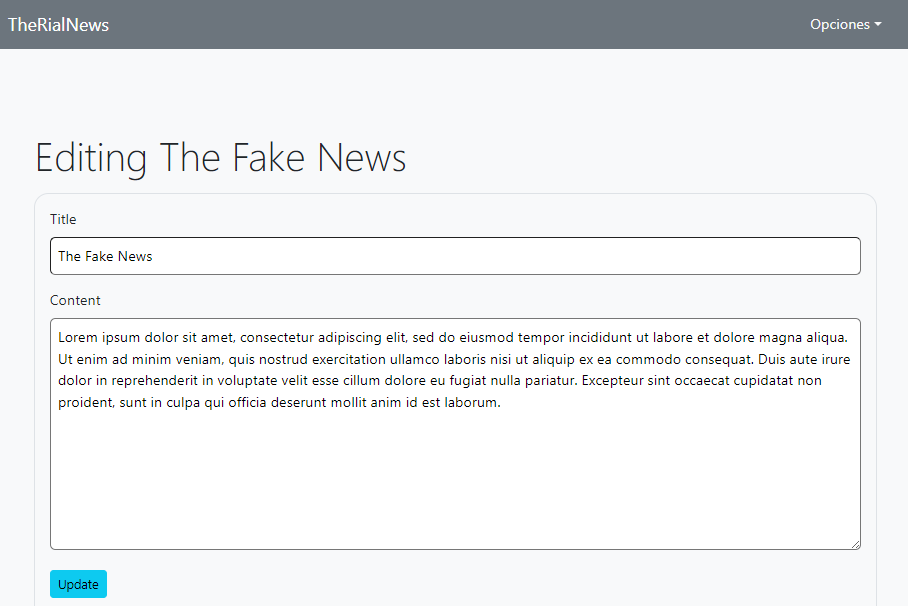 TheRialNews
Opciones
Editing The Fake News
Title
The Fake News
Content
Lorem ipsum dolor sit amet, consectetur adipiscing elit, sed do eiusmod tempor incididunt ut labore et dolore magna aliqua.
Ut enim ad minim veniam, quis nostrud exercitation ullamco laboris nisi ut aliquip ex ea commodo consequat. Duis aute irure
dolor in reprehenderit in voluptate velit esse cillum dolore eu fugiat nulla pariatur. Excepteur sint occaecat cupidatat non
proident, sunt in culpa qui officia deserunt mollit anim id est laborum.
Update